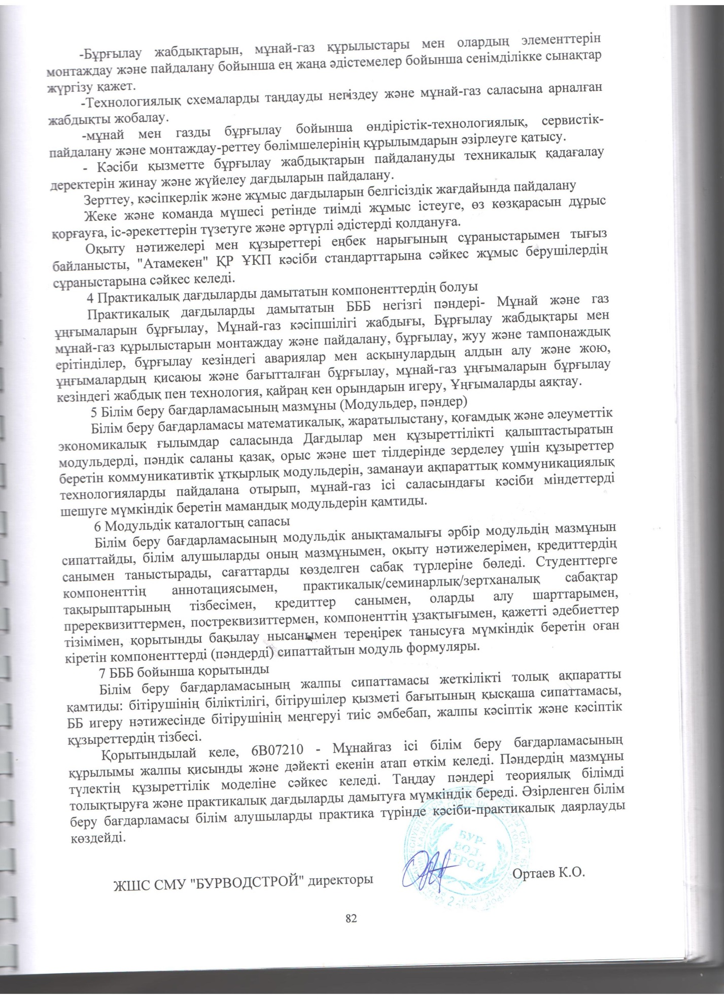 -Бұрғылау жабдықтарын, мұнай-газ құрылыстары мен олардың элементтерін
монтаждау және пайдалану бойынша ең жаңа әдістемелер бойынша сенімділікке сынақтар
жүргізу қажет.
-Технологиялық схемаларды таңдауды негіздеу және мұнай-газ саласына арналған
жабдықты жобалау.
-мұнай мен газды бұрғылау бойынша өндірістік-технологиялық, сервистік-
пайдалану және монтаждау-реттеу бөлімшелерінің құрылымдарын әзірлеуге қатысу.
- Кәсіби қызметте бұрғылау жабдықтарын пайдалануды техникалық қадағалау
деректерін жинау және жүйелеу дағдыларын пайдалану.
Зерттеу, кәсіпкерлік және жұмыс дағдыларын белгісіздік жағдайында пайдалану
Жеке және команда мүшесі ретінде тиімді жұмыс істеуге, өз көзқарасын дұрыс
қорғауға, іс-әрекеттерін түзетуге және әртүрлі әдістерді қолдануға.
Оқыту нәтижелері мен құзыреттері еңбек нарығының сұраныстарымен тығыз
байланысты, "Атамекен" ҚР ҰКП кәсіби стандарттарына сәйкес жұмыс берушілердің
сұраныстарына сәйкес келеді.
4 Практикалық дағдыларды дамытатын компоненттердің болуы
Практикалық дағдыларды дамытатын БББ негізгі пәндері- Мұнай және газ
ұңғымаларын бұрғылау, Мұнай-газ кәсіпшілігі жабдығы, Бұрғылау жабдықтары мен
мұнай-газ құрылыстарын монтаждау және пайдалану, бұрғылау, жуу және тампонаждық
ерітінділер, бұрғылау кезіндегі авариялар мен асқынулардың алдын алу және жою,
ұңғымалардың қисаюы және бағытталған бұрғылау, мұнай-газ ұңғымаларын бұрғылау
кезіндегі жабдық пен технология, қайраң кен орындарын игеру, Ұңғымаларды аяқтау.
5 Білім беру бағдарламасының мазмұны (Модульдер, пәндер)
Білім беру бағдарламасы математикалық, жаратылыстану, қоғамдық және әлеуметтік
экономикалық ғылымдар саласында Дағдылар мен құзыреттілікті қалыптастыратын
модульдерді, пәндік саланы қазақ, орыс және шет тілдерінде зерделеу үшін құзыреттер
беретін коммуникативтік ұтқырлық модульдерін, заманауи ақпараттық коммуникациялық
технологияларды пайдалана отырып, мұнай-газ ісі саласындағы кәсіби міндеттерді
шешуге мүмкіндік беретін мамандық модульдерін қамтиды.
6 Модульдік каталогтың сапасы
Білім беру бағдарламасының модульдік анықтамалығы әрбір модульдің мазмұнын
сипаттайды, білім алушыларды оның мазмұнымен, оқыту нәтижелерімен, кредиттердің
санымен таныстырады, сағаттарды көзделген сабақ түрлеріне бөледі. Студенттерге
компоненттің аннотациясымен, практикалық/семинарлық/зертханалық сабақтар
тақырыптарының тізбесімен, кредиттер санымен, оларды алу шарттарымен,
пререквизиттермен, постреквизиттермен, компоненттің ұзақтығымен, қажетті әдебиеттер
тізімімен, қорытынды бақылау нысанымен тереңірек танысуға мүмкіндік беретін оған
кіретін компоненттерді (пәндерді) сипаттайтын модуль формуляры.
7 БББ бойынша қорытынды
Білім беру бағдарламасының жалпы сипаттамасы жеткілікті толық ақпаратты
қамтиды: бітірушінің біліктілігі, бітірушілер қызметі бағытының қысқаша сипаттамасы,
ББ игеру нәтижесінде бітірушінің меңгеруі тиіс әмбебап, жалпы кәсіптік және кәсіптік
құзыреттердің тізбесі.
Қорытындылай келе, 6В07210 - Мұнайгаз ісі білім беру бағдарламасының
құрылымы жалпы қисынды және дәйекті екенін атап өткім келеді. Пәндердің мазмұны
түлектің құзыреттілік моделіне сәйкес келеді. Таңдау пәндері теориялық білімді
толықтыруға және практикалық дағдыларды дамытуға мүмкіндік береді. Әзірленген білім
беру бағдарламасы білім алушыларды практика түрінде кәсіби-практикалық даярлауды
көздейді.
БУР-
ВОД
СТРОЙ
ЖШС СМУ "БУРВОДСТРОЙ" директоры Ортаев К.О.
82